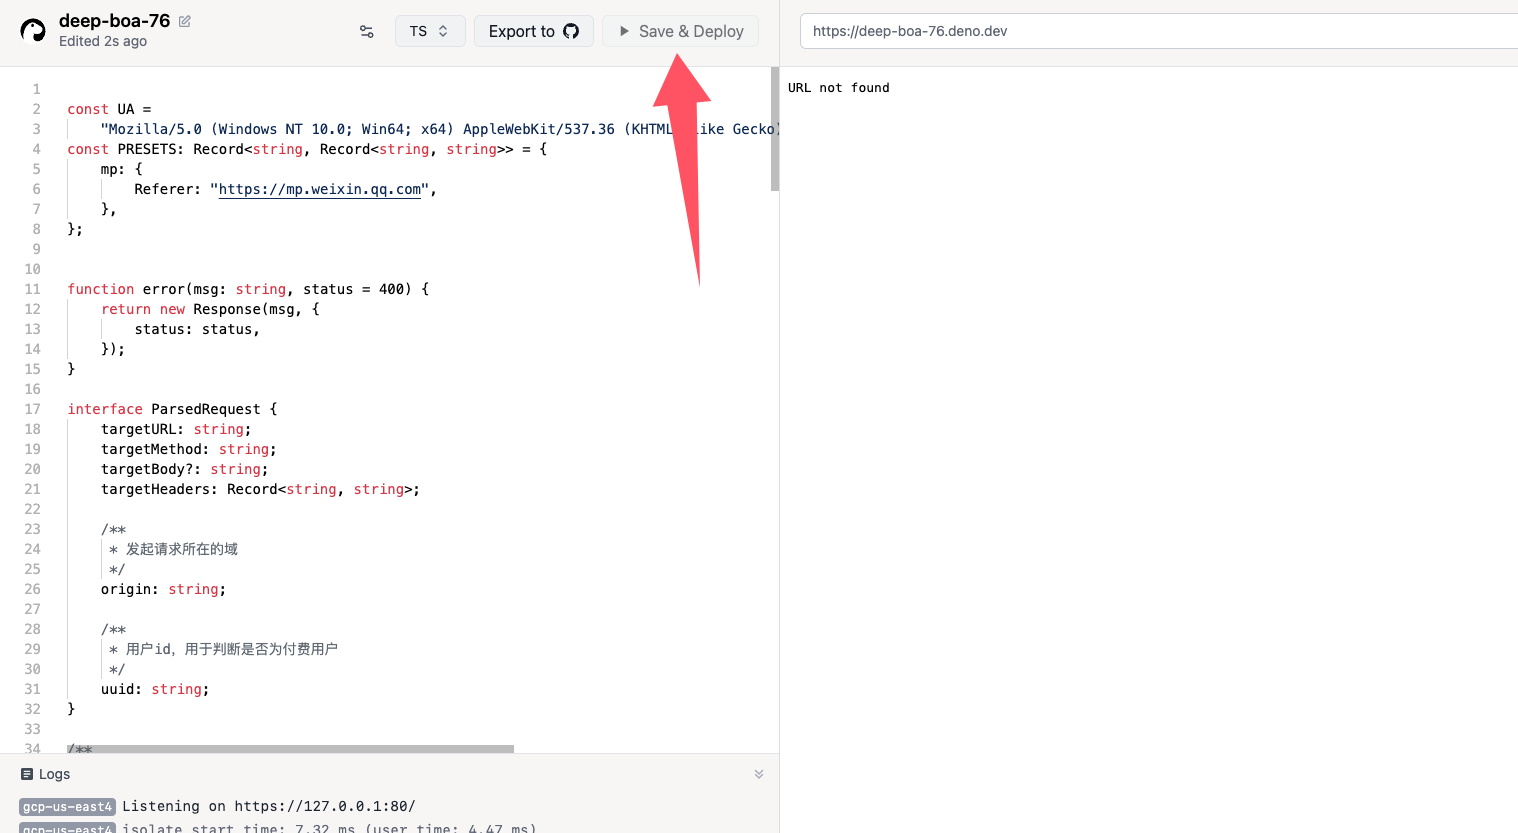 deep-boa-76
Edited 2s ago
TS
Export to
Save & Deploy
https://deep-boa-76.deno.dev
URL not found
1
2 const UA =
3 "Mozilla/5.0 (Windows NT 10.0; Win64; x64) AppleWebKit/537.36 (KHTML, like Gecko)
4 const PRESETS: Record<string, Record<string, string>> = {
5 mp: {
6 Referer: "https://mp.weixin.qq.com",
7 },
8 };
9
10
11 function error(msg: string, status = 400) {
12 return new Response(msg, {
13 status: status,
14 });
15 }
16
17 interface ParsedRequest {
18 targetURL: string;
19 targetMethod: string;
20 targetBody?: string;
21 targetHeaders: Record<string, string>;
22
23 /**
24 * 发起请求所在的域
25 */
26 origin: string;
27
28 /**
29 * 用户id，用于判断是否为付费用户
30 */
31 uuid: string;
32 }
33
34 /**
Logs
gcp-us-east4 Listening on https://127.0.0.1:80/
gcp-us-east4 isolate start time: 7.32 ms (user time: 4.47 ms)